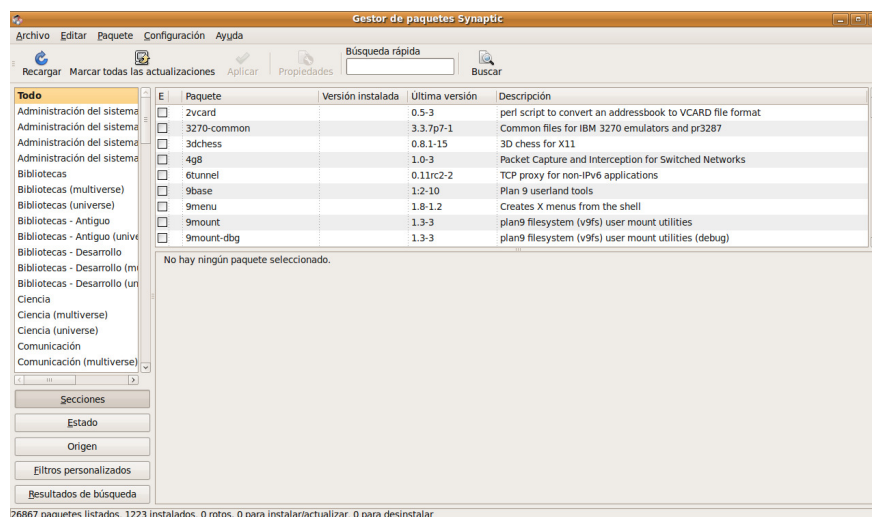 Gestor de paquetes Synaptic
Archivo Editar Paquete Configuración Ayuda
Recargar Marcar todas las actualizaciones Aplicar Propiedades Búsqueda rápida Buscar
Todo
Administración del sistema
Administración del sistema
Administración del sistema
Administración del sistema
Bibliotecas
Bibliotecas (multiverse)
Bibliotecas (universe)
Bibliotecas - Antiguo
Bibliotecas - Antiguo (unive
Bibliotecas - Desarrollo
Bibliotecas - Desarrollo (mu
Bibliotecas - Desarrollo (un
Ciencia
Ciencia (multiverse)
Ciencia (universe)
Comunicación
Comunicación (multiverse)
Secciones
Estado
Origen
Filtros personalizados
Resultados de búsqueda
E Paquete Versión instalada Última versión Descripción
2vcard 0.5-3 perl script to convert an addressbook to VCARD file format
3270-common 3.3.7p7-1 Common files for IBM 3270 emulators and pr3287
3dchess 0.8.1-15 3D chess for X11
4g8 1.0-3 Packet Capture and Interception for Switched Networks
6tunnel 0.11rc2-2 TCP proxy for non-IPv6 applications
9base 1:2-10 Plan 9 userland tools
9menu 1.8-1.2 Creates X menus from the shell
9mount 1.3-3 plan9 filesystem (v9fs) user mount utilities
9mount-dbg 1.3-3 plan9 filesystem (v9fs) user mount utilities (debug)
No hay ningún paquete seleccionado.
26867 paquetes listados, 1223 instalados, 0 rotos. 0 para instalar/actualizar, 0 para desinstalar